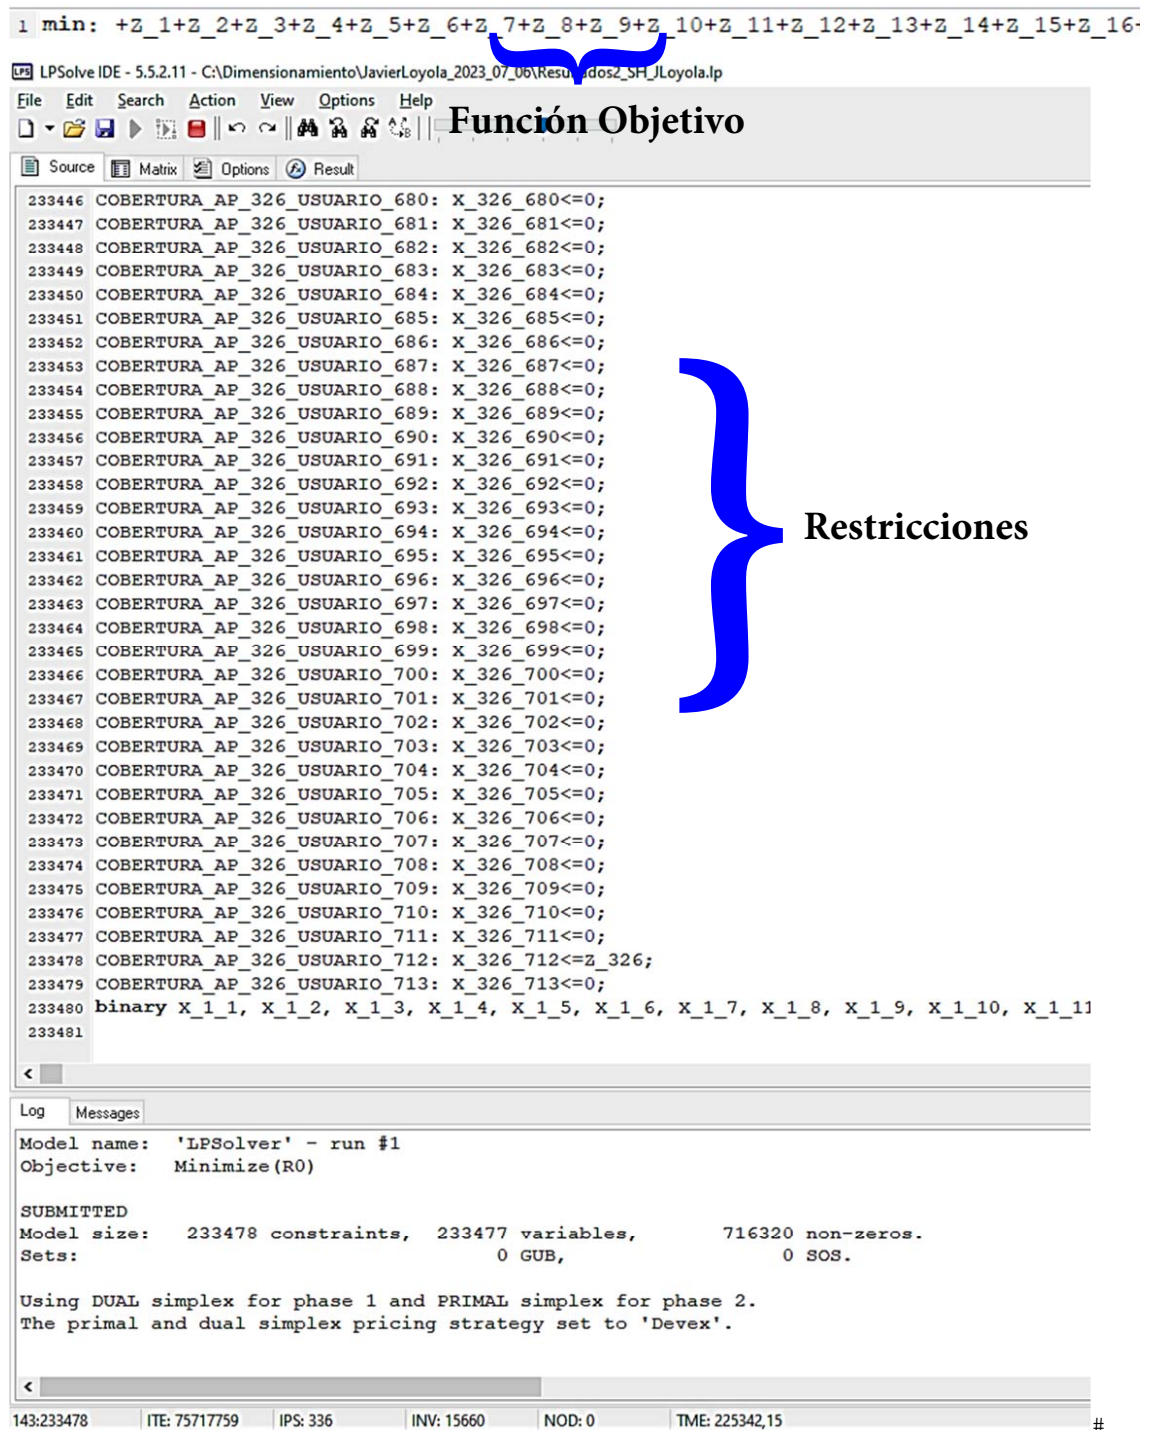 1 min: +Z_1+Z_2+Z_3+Z_4+Z_5+Z_6+Z_7+Z_8+Z_9+Z_10+Z_11+Z_12+Z_13+Z_14+Z_15+Z_16+
LPSolve IDE - 5.5.2.11 - C:\Dimensionamiento\JavierLoyola_2023_07_06\Resultados2_SH_JLoyola.lp
File Edit Search Action View Options Help
Función Objetivo
Source Matrix Options Result
233446 COBERTURA_AP_326_USUARIO_680: X_326_680<=0;
233447 COBERTURA_AP_326_USUARIO_681: X_326_681<=0;
233448 COBERTURA_AP_326_USUARIO_682: X_326_682<=0;
233449 COBERTURA_AP_326_USUARIO_683: X_326_683<=0;
233450 COBERTURA_AP_326_USUARIO_684: X_326_684<=0;
233451 COBERTURA_AP_326_USUARIO_685: X_326_685<=0;
233452 COBERTURA_AP_326_USUARIO_686: X_326_686<=0;
233453 COBERTURA_AP_326_USUARIO_687: X_326_687<=0;
233454 COBERTURA_AP_326_USUARIO_688: X_326_688<=0;
233455 COBERTURA_AP_326_USUARIO_689: X_326_689<=0;
233456 COBERTURA_AP_326_USUARIO_690: X_326_690<=0;
233457 COBERTURA_AP_326_USUARIO_691: X_326_691<=0;
233458 COBERTURA_AP_326_USUARIO_692: X_326_692<=0;
233459 COBERTURA_AP_326_USUARIO_693: X_326_693<=0;
Restricciones
233460 COBERTURA_AP_326_USUARIO_694: X_326_694<=0;
233461 COBERTURA_AP_326_USUARIO_695: X_326_695<=0;
233462 COBERTURA_AP_326_USUARIO_696: X_326_696<=0;
233463 COBERTURA_AP_326_USUARIO_697: X_326_697<=0;
233464 COBERTURA_AP_326_USUARIO_698: X_326_698<=0;
233465 COBERTURA_AP_326_USUARIO_699: X_326_699<=0;
233466 COBERTURA_AP_326_USUARIO_700: X_326_700<=0;
233467 COBERTURA_AP_326_USUARIO_701: X_326_701<=0;
233468 COBERTURA_AP_326_USUARIO_702: X_326_702<=0;
233469 COBERTURA_AP_326_USUARIO_703: X_326_703<=0;
233470 COBERTURA_AP_326_USUARIO_704: X_326_704<=0;
233471 COBERTURA_AP_326_USUARIO_705: X_326_705<=0;
233472 COBERTURA_AP_326_USUARIO_706: X_326_706<=0;
233473 COBERTURA_AP_326_USUARIO_707: X_326_707<=0;
233474 COBERTURA_AP_326_USUARIO_708: X_326_708<=0;
233475 COBERTURA_AP_326_USUARIO_709: X_326_709<=0;
233476 COBERTURA_AP_326_USUARIO_710: X_326_710<=0;
233477 COBERTURA_AP_326_USUARIO_711: X_326_711<=0;
233478 COBERTURA_AP_326_USUARIO_712: X_326_712<=Z_326;
233479 COBERTURA_AP_326_USUARIO_713: X_326_713<=0;
233480 binary X_1_1, X_1_2, X_1_3, X_1_4, X_1_5, X_1_6, X_1_7, X_1_8, X_1_9, X_1_10, X_1_11
233481
Log Messages
Model name: 'LPSolver' - run #1
Objective: Minimize(R0)
SUBMITTED
Model size: 233478 constraints, 233477 variables, 716320 non-zeros.
Sets: 0 GUB, 0 SOS.
Using DUAL simplex for phase 1 and PRIMAL simplex for phase 2.
The primal and dual simplex pricing strategy set to 'Devex'.
143:233478 ITE: 75717759 IPS: 336 INV: 15660 NOD: 0 TME: 225342,15
#